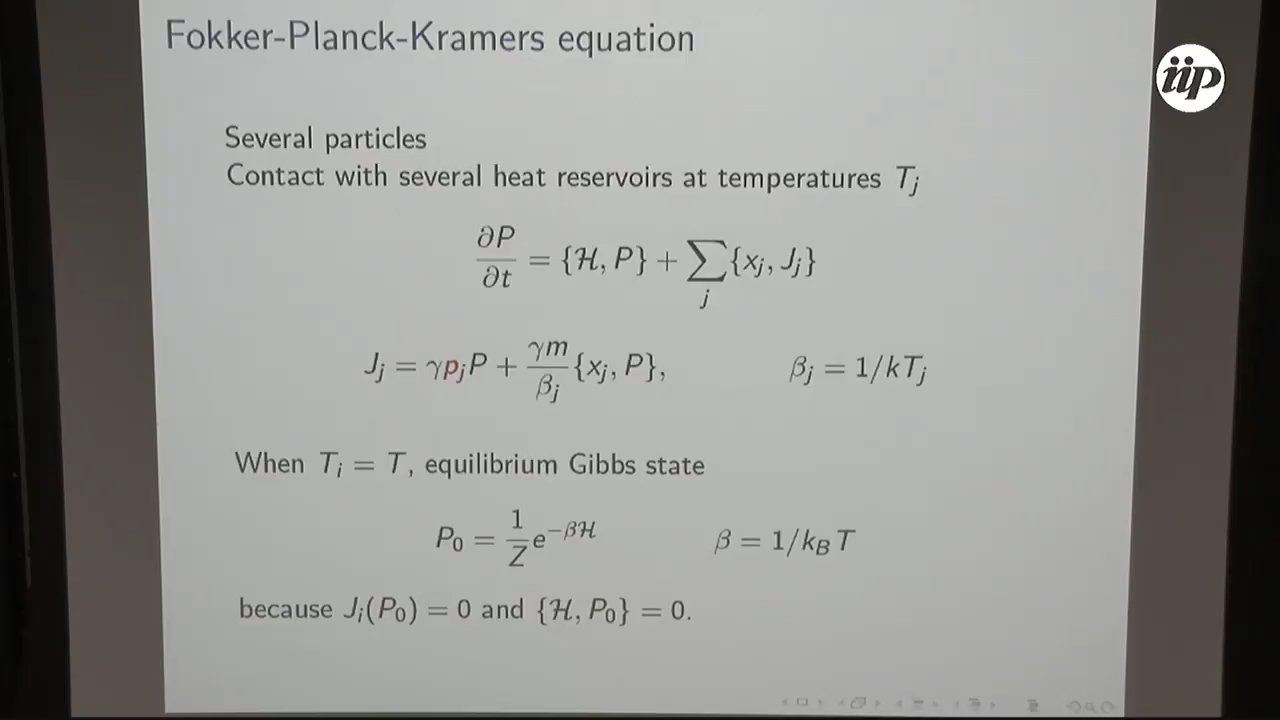 Fokker-Planck-Kramers equation
iip
Several particles
Contact with several heat reservoirs at temperatures T_j
∂P/∂t = {ℋ, P} + ∑_j {x_j, J_j}
J_j = γp_jP + γm/β_j {x_j, P},    β_j = 1/kT_j
When T_i = T, equilibrium Gibbs state
P_0 = 1/Z e^{−βℋ}    β = 1/k_B T
because J_i(P_0) = 0 and {ℋ, P_0} = 0.